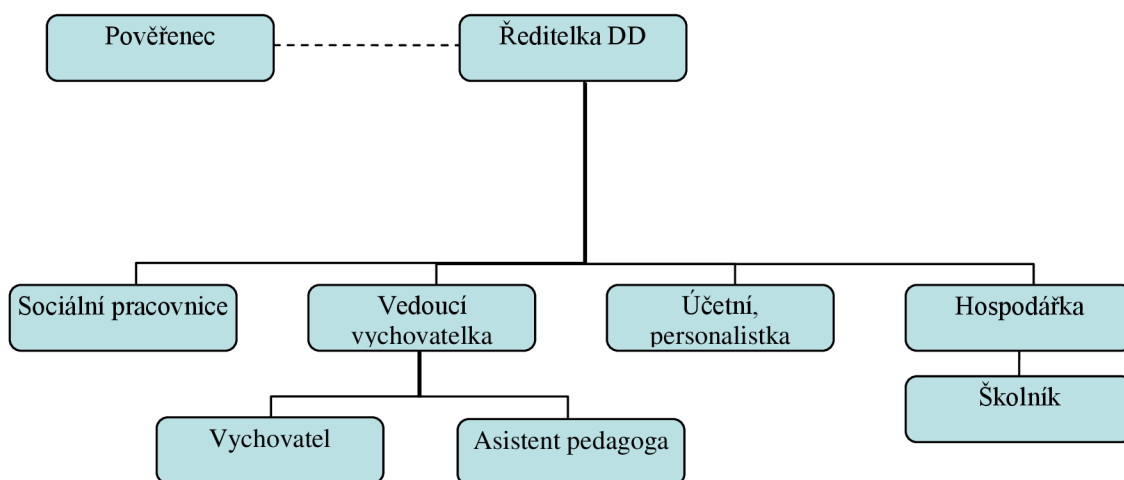 Pověřenec
Ředitelka DD
Sociální pracovnice
Vedoucí
vychovatelka
Účetní,
personalistka
Hospodářka
Školník
Vychovatel
Asistent pedagoga